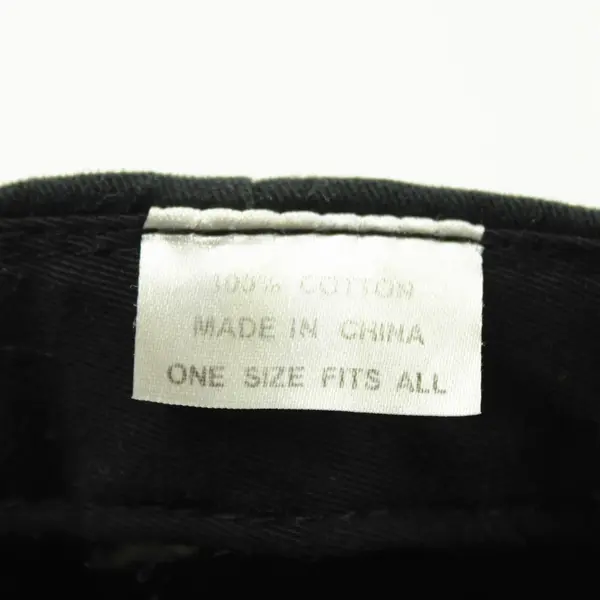 100% COTTON
MADE IN CHINA
ONE SIZE FITS ALL